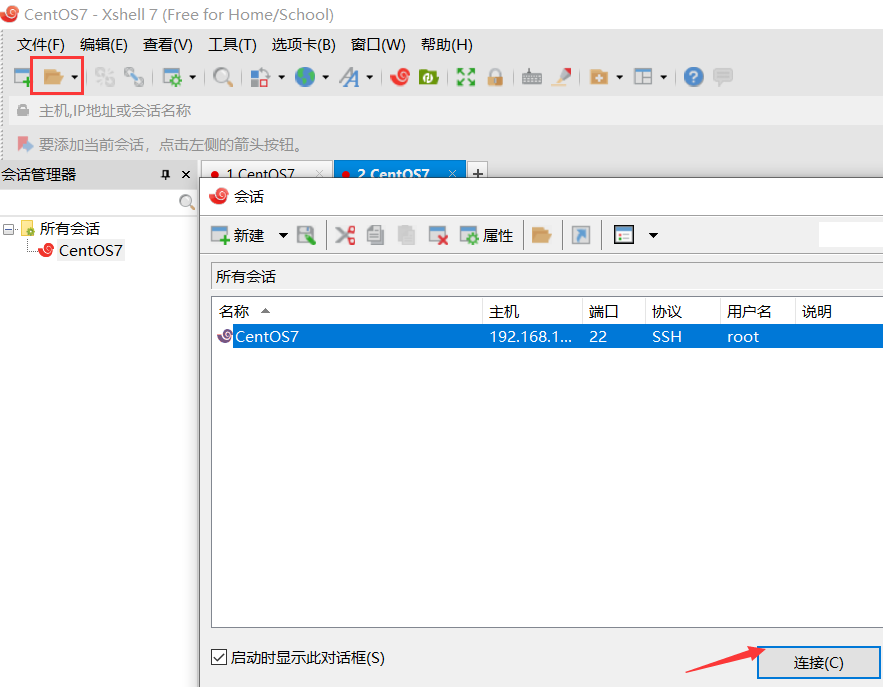 CentOS7 - Xshell 7 (Free for Home/School)
文件(F) 编辑(E) 查看(V) 工具(T) 选项卡(B) 窗口(W) 帮助(H)
主机,IP地址或会话名称
要添加当前会话，点击左侧的箭头按钮。
会话管理器
1 CentOS7 2 CentOS7
所有会话
CentOS7
会话
新建 属性
所有会话
名称 主机 端口 协议 用户名 说明
CentOS7 192.168.1... 22 SSH root
启动时显示此对话框(S)
连接(C)